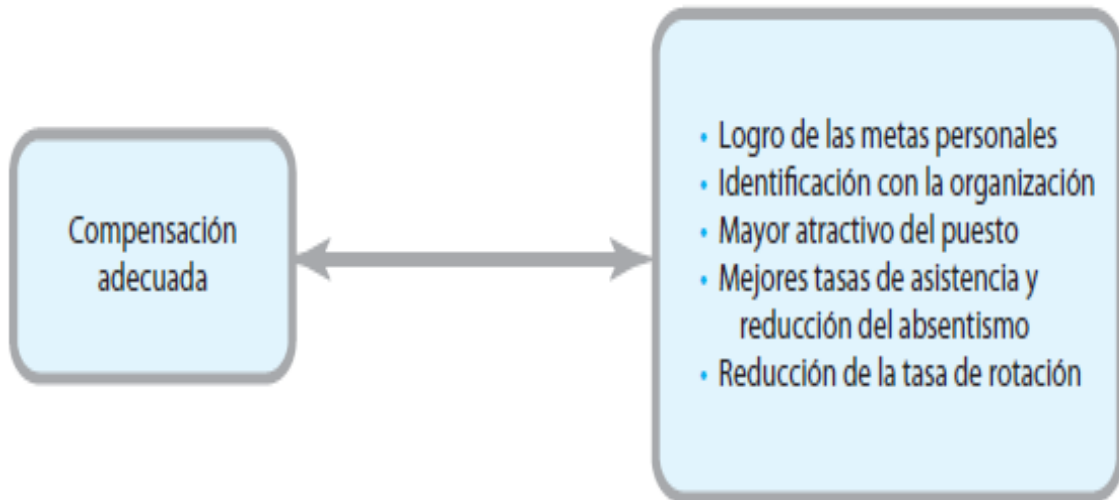 Compensación
adecuada
• Logro de las metas personales
• Identificación con la organización
• Mayor atractivo del puesto
• Mejores tasas de asistencia y
reducción del absentismo
• Reducción de la tasa de rotación